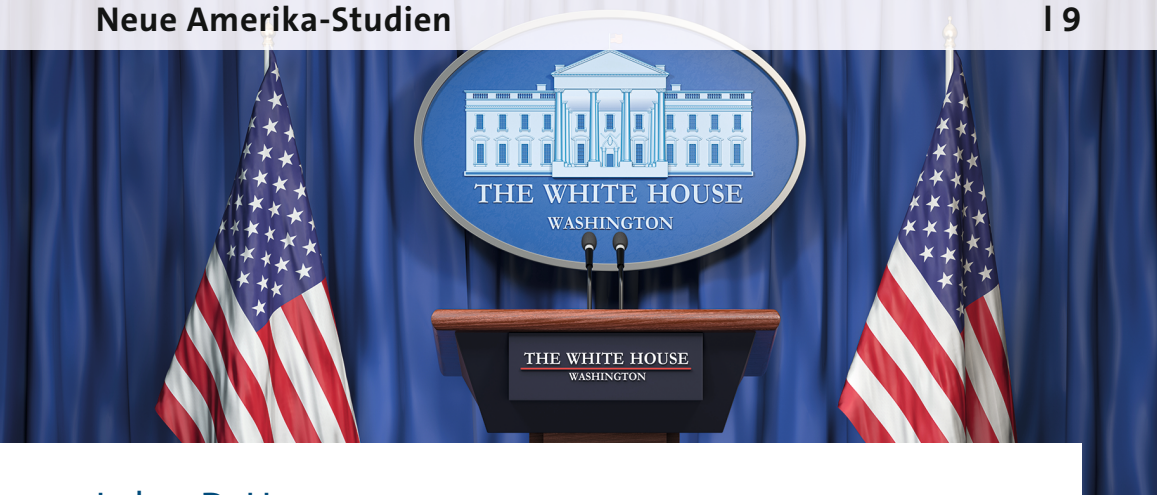 Neue Amerika-Studien | 9
THE WHITE HOUSE
WASHINGTON
THE WHITE HOUSE
WASHINGTON